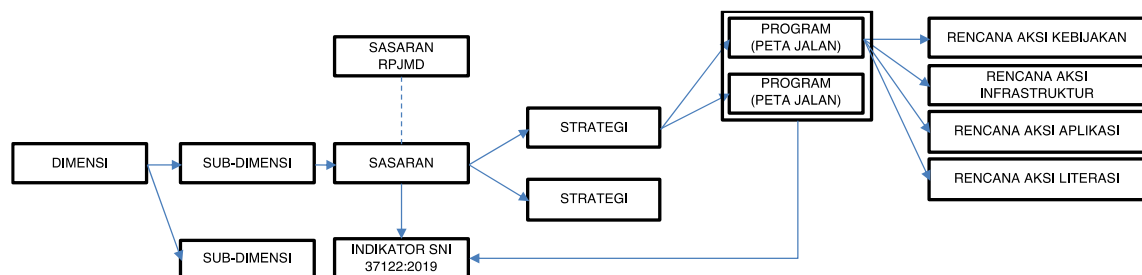 DIMENSI
SUB-DIMENSI
SUB-DIMENSI
SASARAN
RPJMD
SASARAN
INDIKATOR SNI
37122:2019
STRATEGI
STRATEGI
PROGRAM
(PETA JALAN)
PROGRAM
(PETA JALAN)
RENCANA AKSI KEBIJAKAN
RENCANA AKSI
INFRASTRUKTUR
RENCANA AKSI APLIKASI
RENCANA AKSI LITERASI